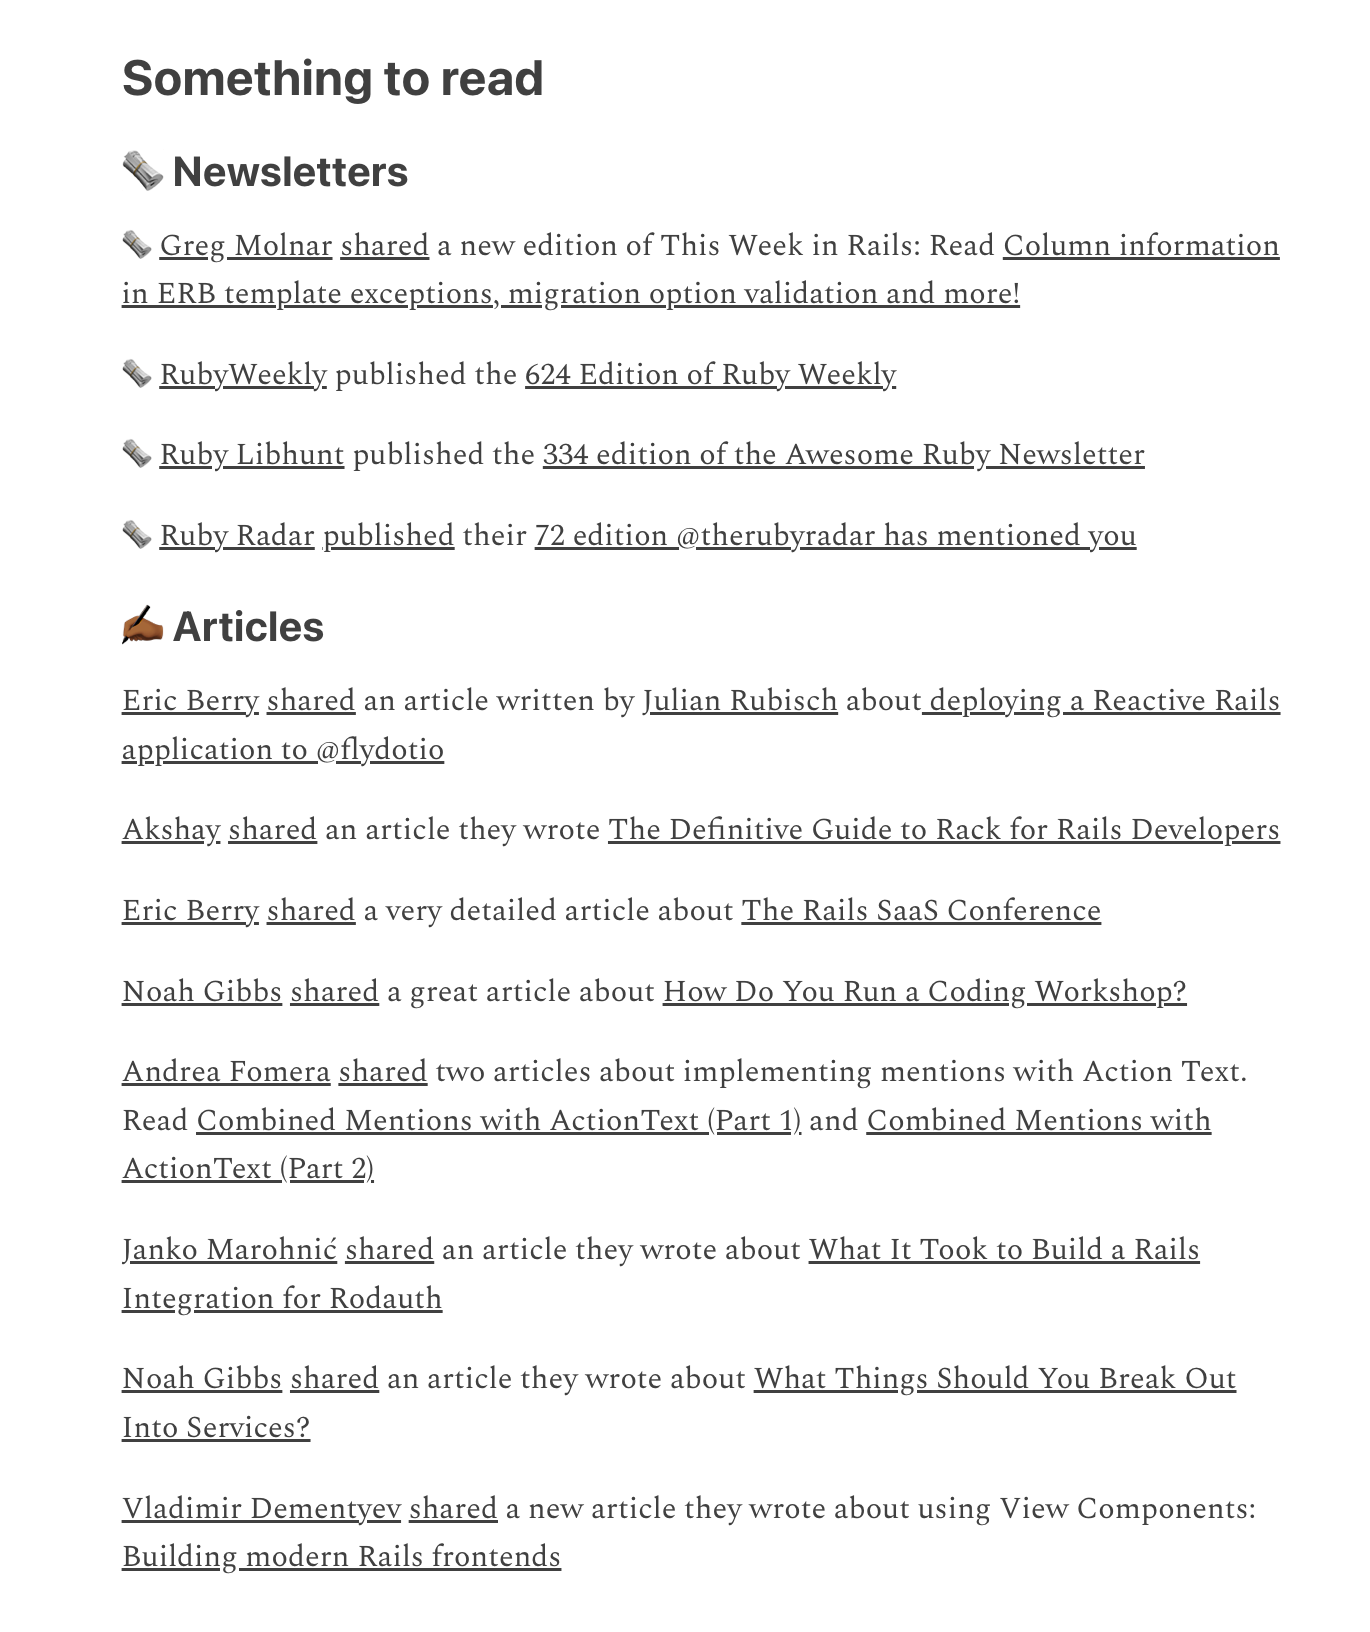 Something to read
🗞️ Newsletters
🗞️ Greg Molnar shared a new edition of This Week in Rails: Read Column information
in ERB template exceptions, migration option validation and more!
🗞️ RubyWeekly published the 624 Edition of Ruby Weekly
🗞️ Ruby Libhunt published the 334 edition of the Awesome Ruby Newsletter
🗞️ Ruby Radar published their 72 edition @therubyradar has mentioned you
✍🏾 Articles
Eric Berry shared an article written by Julian Rubisch about deploying a Reactive Rails
application to @flydotio
Akshay shared an article they wrote The Definitive Guide to Rack for Rails Developers
Eric Berry shared a very detailed article about The Rails SaaS Conference
Noah Gibbs shared a great article about How Do You Run a Coding Workshop?
Andrea Fomera shared two articles about implementing mentions with Action Text.
Read Combined Mentions with ActionText (Part 1) and Combined Mentions with
ActionText (Part 2)
Janko Marohnić shared an article they wrote about What It Took to Build a Rails
Integration for Rodauth
Noah Gibbs shared an article they wrote about What Things Should You Break Out
Into Services?
Vladimir Dementyev shared a new article they wrote about using View Components:
Building modern Rails frontends